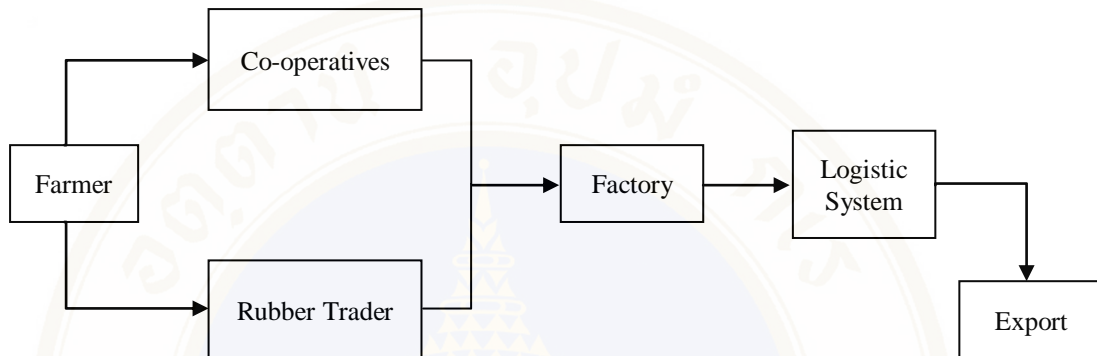 Co-operatives
Farmer
Factory
Logistic
System
Rubber Trader
Export